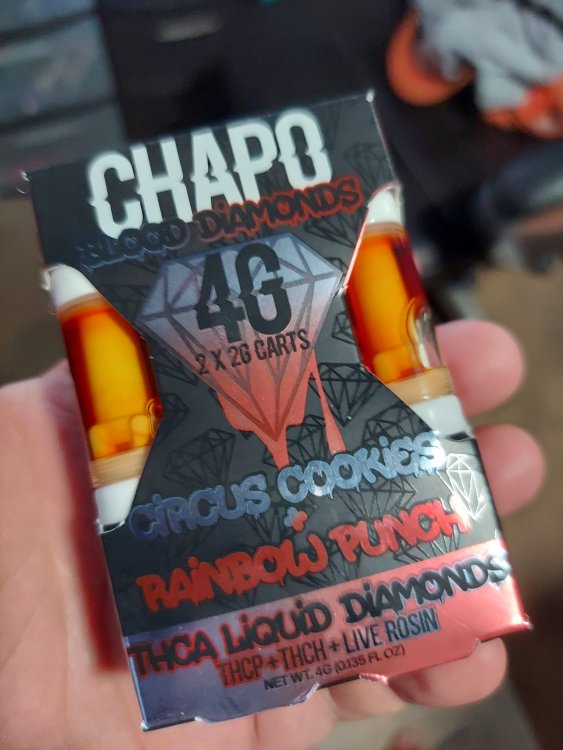 CHAPO
BLOOD DIAMONDS
4G
2 X 2G CARTS
CIRCUS COOKIES
+
RAINBOW PUNCH
THCA LIQUID DIAMONDS
THCP + THCH + LIVE ROSIN
NET WT. 4G (0.135 FL. OZ)